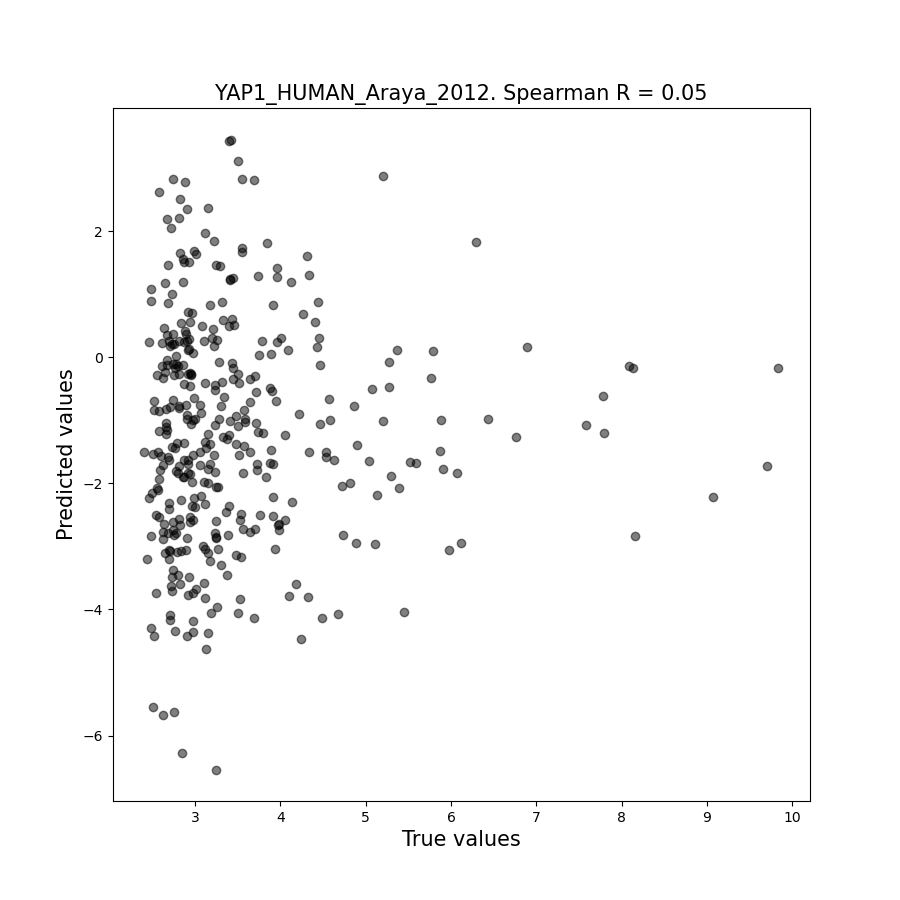 YAP1_HUMAN_Araya_2012. Spearman R = 0.05
Predicted values
2
0
−2
−4
−6
3 4 5 6 7 8 9 10
True values